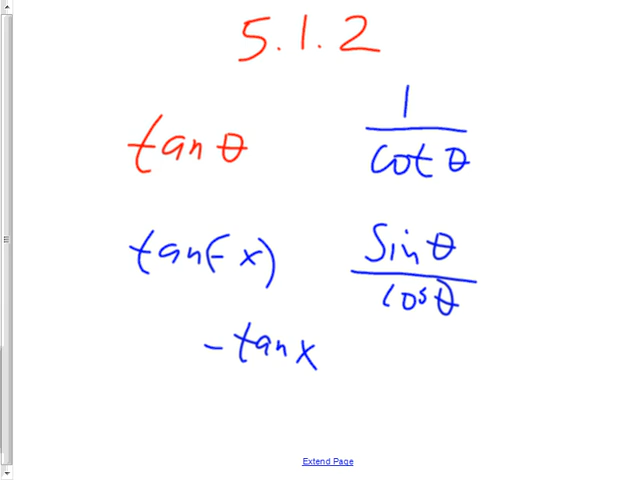 5.1.2
tan θ
1
cot θ
tan(-x)
sin θ
cos θ
- tan x
Extend Page